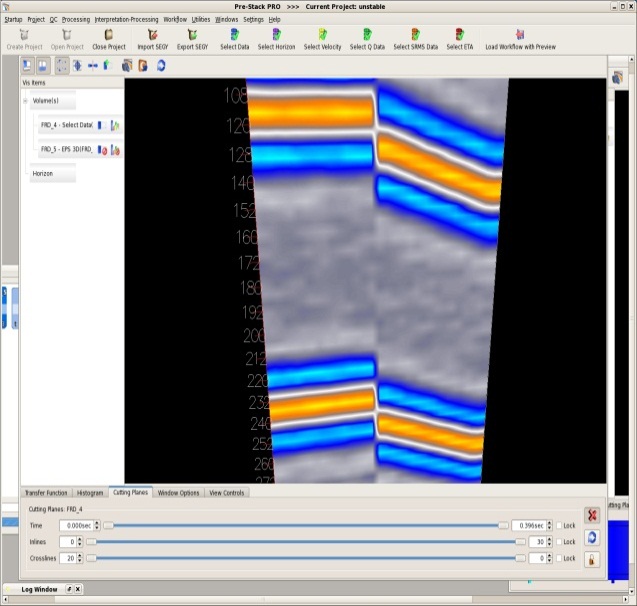 Pre-Stack PRO >>> Current Project: unstable
Startup Project QC Processing Interpretation-Processing Workflow Utilities Windows Settings Help
Create Project Open Project Close Project Import SEGY Export SEGY Select Data Select Horizon Select Velocity Select Q Data Select SRMS Data Select ETA Load Workflow with Preview
Vis Items
Volume(s)
FRD_4 - Select Data(
FRD_5 - EPS 3D(FRD_
Horizon
108
120
128
140
152
160
172
180
192
200
212
220
232
240
252
260
Transfer Function Histogram Cutting Planes Window Options View Controls
Cutting Planes: FRD_4
Time 0.000sec 0.396sec Lock
Inlines 0 30 Lock
Crosslines 20 0 Lock
Log Window